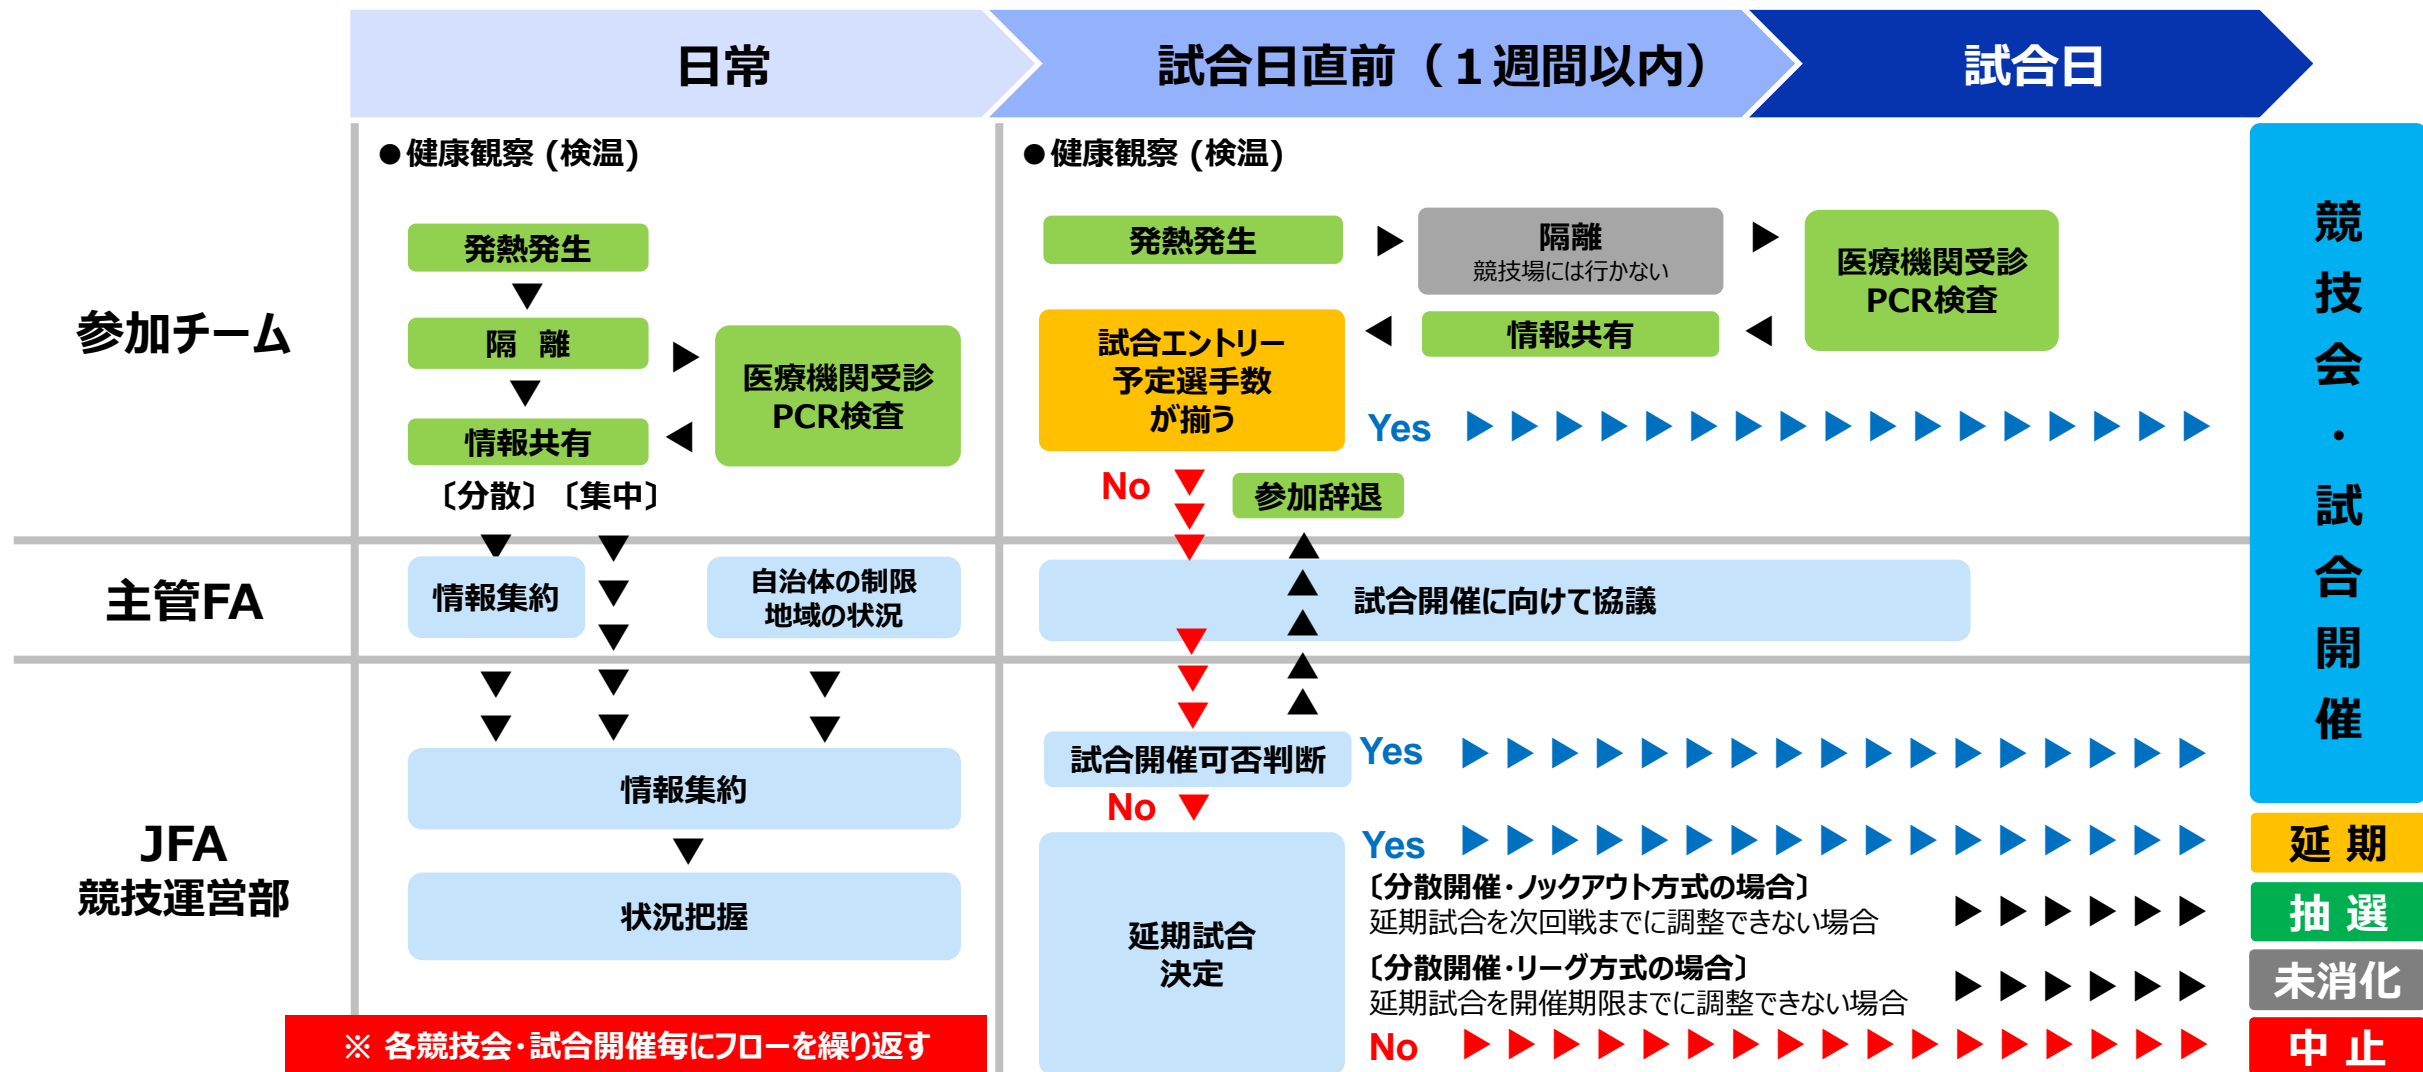 日常
試合日直前（１週間以内）
試合日
参加チーム
●健康観察 (検温)
発熱発生
隔 離
情報共有
医療機関受診
PCR検査
〔分散〕〔集中〕
●健康観察 (検温)
発熱発生
隔離
競技場には行かない
医療機関受診
PCR検査
情報共有
試合エントリー
予定選手数
が揃う
Yes
No
参加辞退
主管FA
情報集約
自治体の制限
地域の状況
試合開催に向けて協議
JFA
競技運営部
情報集約
状況把握
試合開催可否判断
Yes
No
延期試合
決定
Yes
〔分散開催・ノックアウト方式の場合〕
延期試合を次回戦までに調整できない場合
〔分散開催・リーグ方式の場合〕
延期試合を開催期限までに調整できない場合
No
競技会・試合開催
延 期
抽 選
未消化
中 止
※ 各競技会・試合開催毎にフローを繰り返す